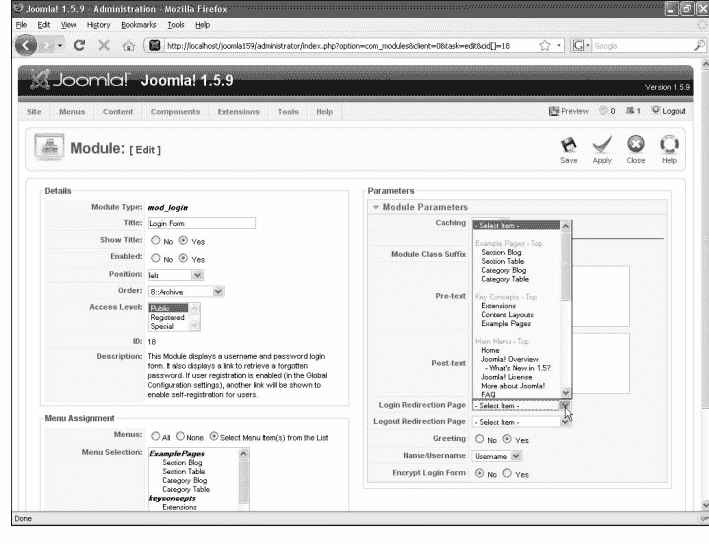 Joomla! 1.5.9 - Administration - Mozilla Firefox
File Edit View History Bookmarks Tools Help
http://localhost/joomla159/administrator/index.php?option=com_modules&client=0&task=edit&cid[]=18
Google
Joomla! Joomla! 1.5.9
Version 1.5.9
Site Menus Content Components Extensions Tools Help
Preview 0 1 Logout
Module: [ Edit ]
Save Apply Close Help
Details
Module Type: mod_login
Title: Login Form
Show Title: No Yes
Enabled: No Yes
Position: left
Order: 8::Archive
Access Level: Public
Registered
Special
ID: 18
Description: This Module displays a username and password login
form. It also displays a link to retrieve a forgotten
password. If user registration is enabled (in the Global
Configuration settings), another link will be shown to
enable self-registration for users.
Menu Assignment
Menus: All None Select Menu Item(s) from the List
Menu Selection: ExamplePages
Section Blog
Section Table
Category Blog
Category Table
keyconcepts
Extensions
Parameters
Module Parameters
Caching
Module Class Suffix
Pre-text
Post-text
- Select Item -
Example Pages - Top
Section Blog
Section Table
Category Blog
Category Table
Key Concepts - Top
Extensions
Content Layouts
Example Pages
Main Menu - Top
Home
Joomla! Overview
- What's New in 1.5?
Joomla! License
More about Joomla!
FAQ
Login Redirection Page - Select Item -
Logout Redirection Page - Select Item -
Greeting No Yes
Name/Username Username
Encrypt Login Form No Yes
Done